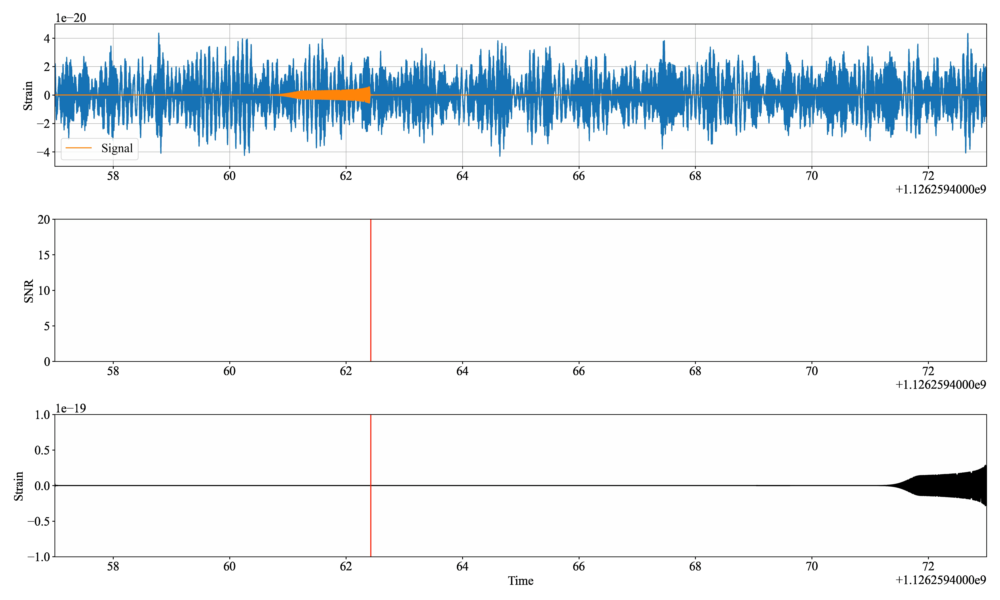 1e−20
Strain
4
2
0
−2
−4
Signal
58 60 62 64 66 68 70 72
+1.1262594000e9
SNR
20
15
10
5
0
58 60 62 64 66 68 70 72
+1.1262594000e9
1e−19
Strain
1.0
0.5
0.0
−0.5
−1.0
58 60 62 64 66 68 70 72
Time
+1.1262594000e9